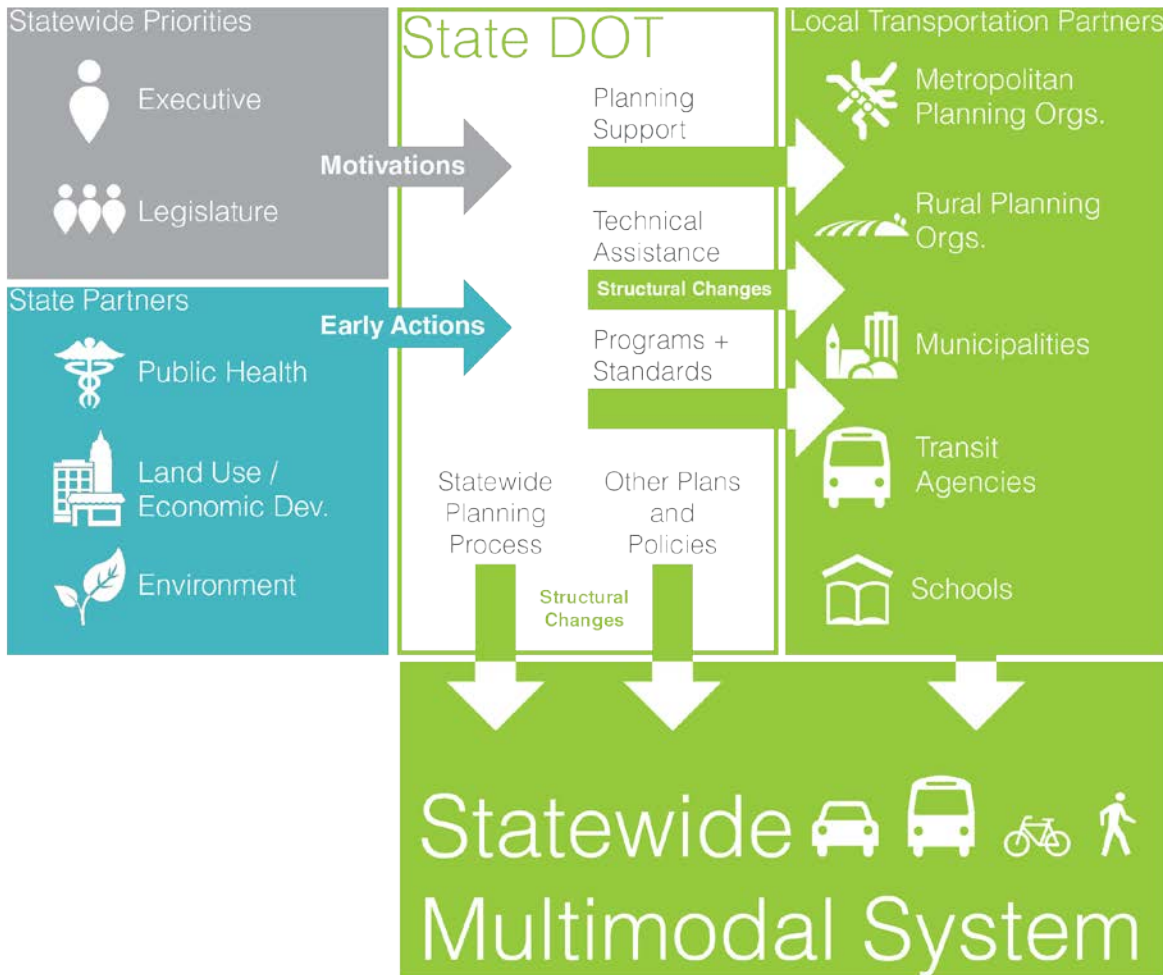 Statewide Priorities
Executive
Legislature
Motivations
State Partners
Early Actions
Public Health
Land Use /
Economic Dev.
Environment
State DOT
Planning
Support
Technical
Assistance
Structural Changes
Programs +
Standards
Statewide
Planning
Process
Other Plans
and
Policies
Structural
Changes
Local Transportation Partners
Metropolitan
Planning Orgs.
Rural Planning
Orgs.
Municipalities
Transit
Agencies
Schools
Statewide
Multimodal System